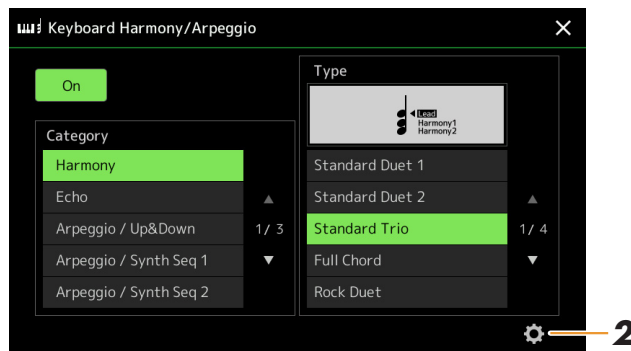 Keyboard Harmony/Arpeggio
On
Category
Harmony
Echo
Arpeggio / Up&Down
Arpeggio / Synth Seq 1
Arpeggio / Synth Seq 2
1/ 3
Type
Lead
Harmony1
Harmony2
Standard Duet 1
Standard Duet 2
Standard Trio
Full Chord
Rock Duet
1/ 4
2